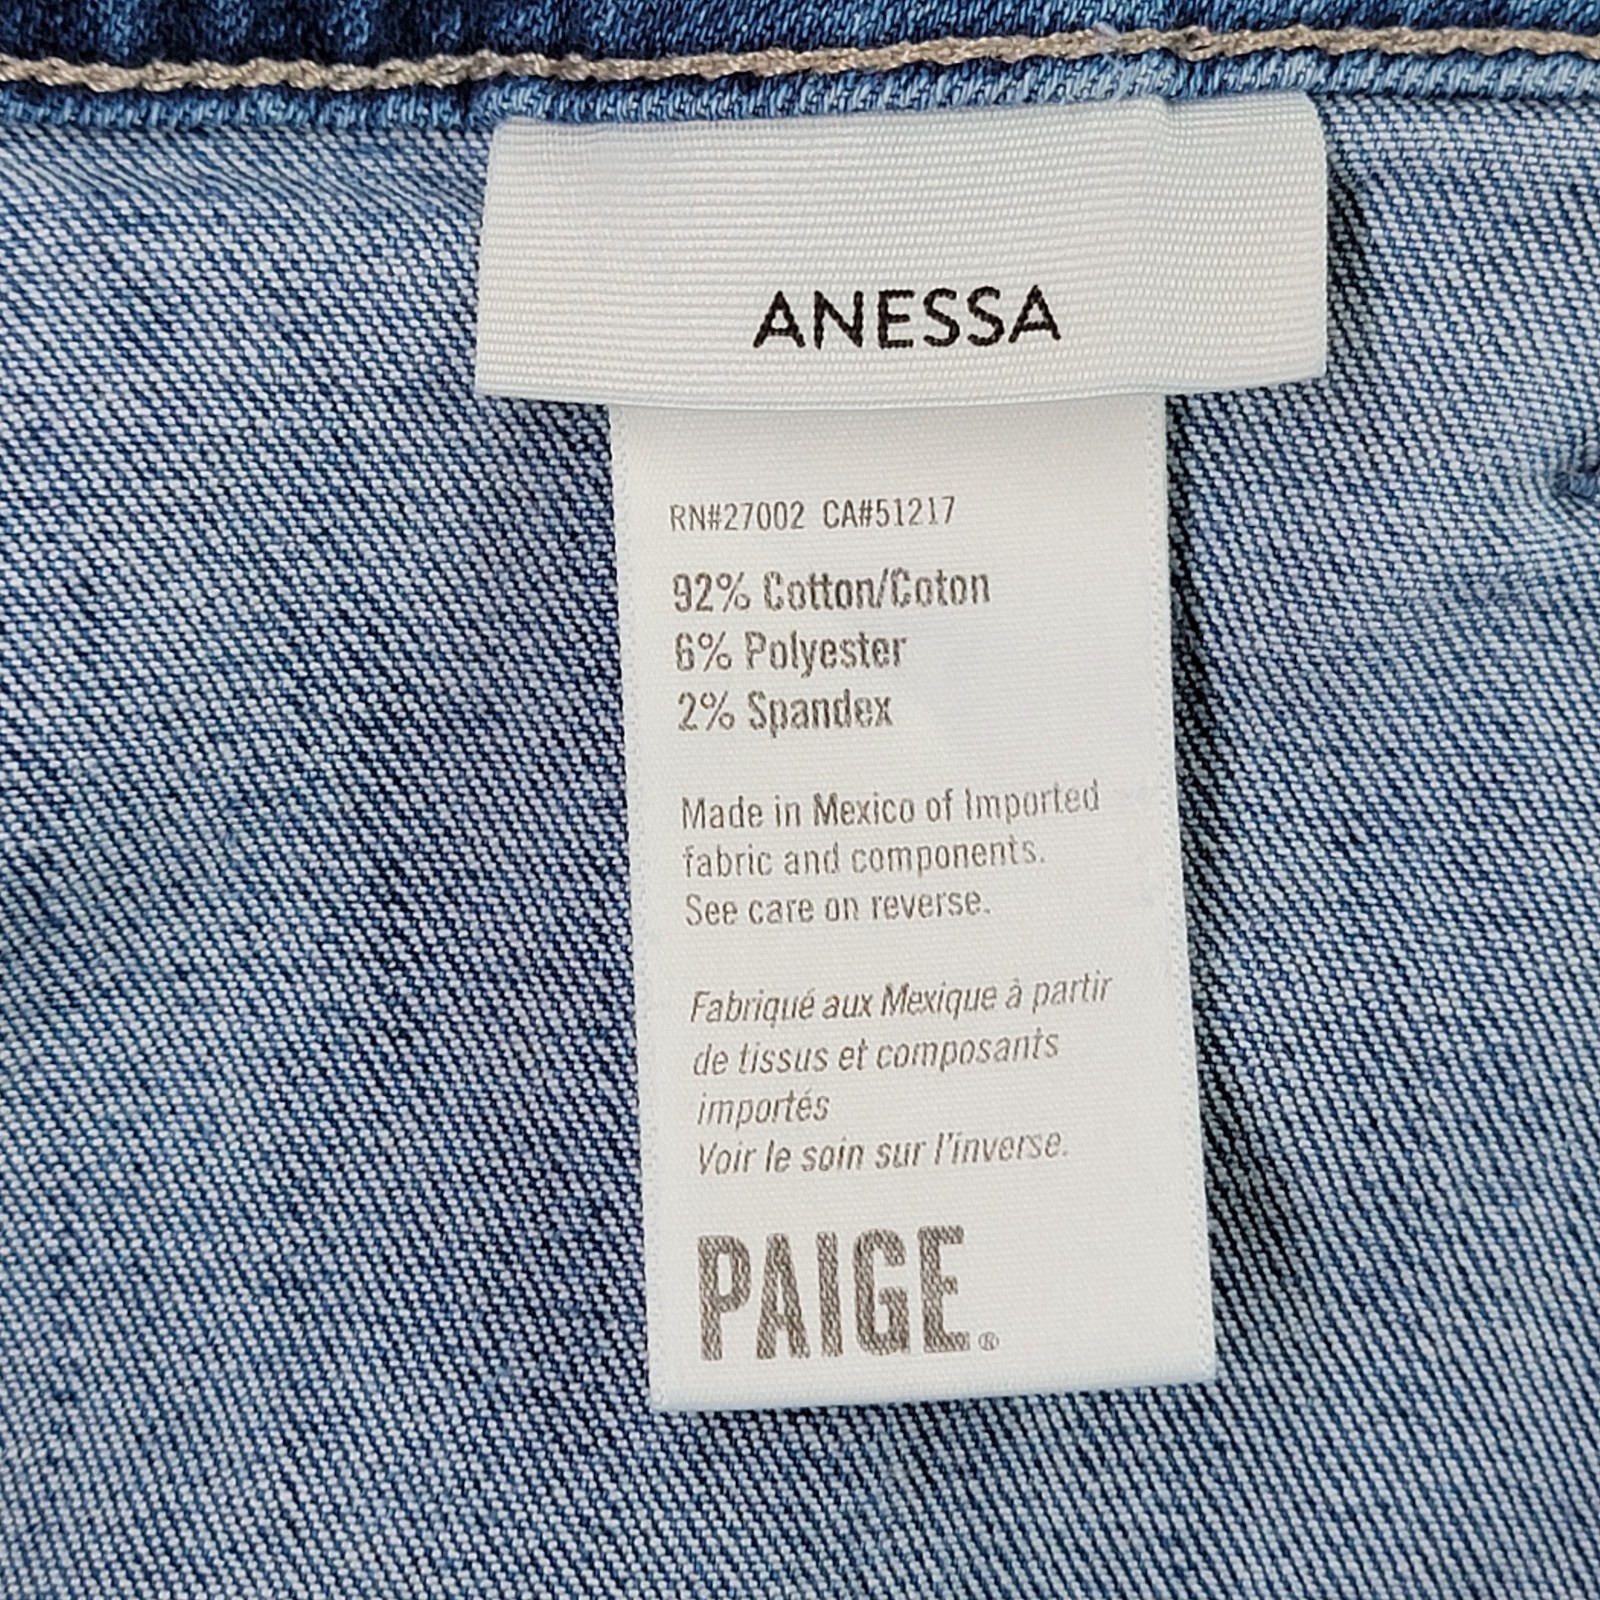 ANESSA
RN#27002 CA#51217
92% Cotton/Coton
6% Polyester
2% Spandex
Made in Mexico of Imported
fabric and components.
See care on reverse.
Fabriqué aux Mexique à partir
de tissus et composants
importés
Voir le soin sur l'inverse.
PAIGE®